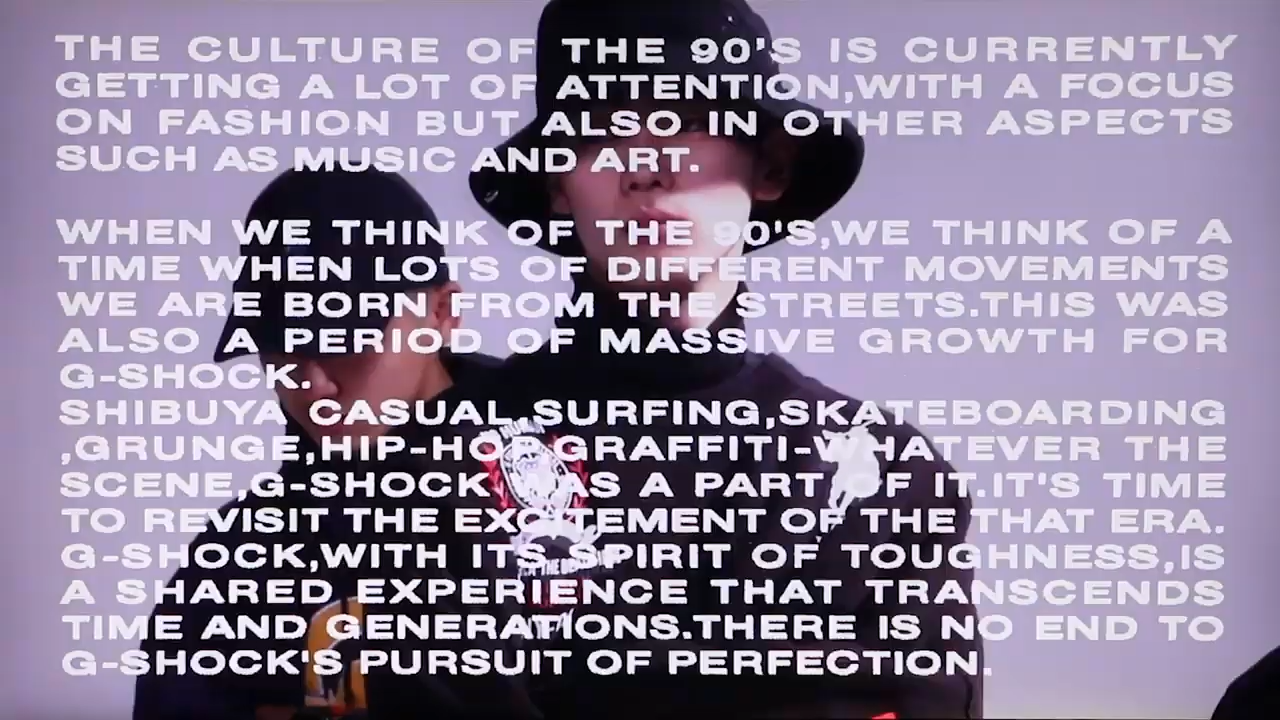 THE CULTURE OF THE 90'S IS CURRENTLY
GETTING A LOT OF ATTENTION,WITH A FOCUS
ON FASHION BUT ALSO IN OTHER ASPECTS
SUCH AS MUSIC AND ART.
WHEN WE THINK OF THE 90'S,WE THINK OF A
TIME WHEN LOTS OF DIFFERENT MOVEMENTS
WE ARE BORN FROM THE STREETS.THIS WAS
ALSO A PERIOD OF MASSIVE GROWTH FOR
G-SHOCK.
SHIBUYA CASUAL,SURFING,SKATEBOARDING
,GRUNGE,HIP-HOP,GRAFFITI-WHATEVER THE
SCENE,G-SHOCK WAS A PART OF IT.IT'S TIME
TO REVISIT THE EXCITEMENT OF THE THAT ERA.
G-SHOCK,WITH ITS SPIRIT OF TOUGHNESS,IS
A SHARED EXPERIENCE THAT TRANSCENDS
TIME AND GENERATIONS.THERE IS NO END TO
G-SHOCK'S PURSUIT OF PERFECTION.